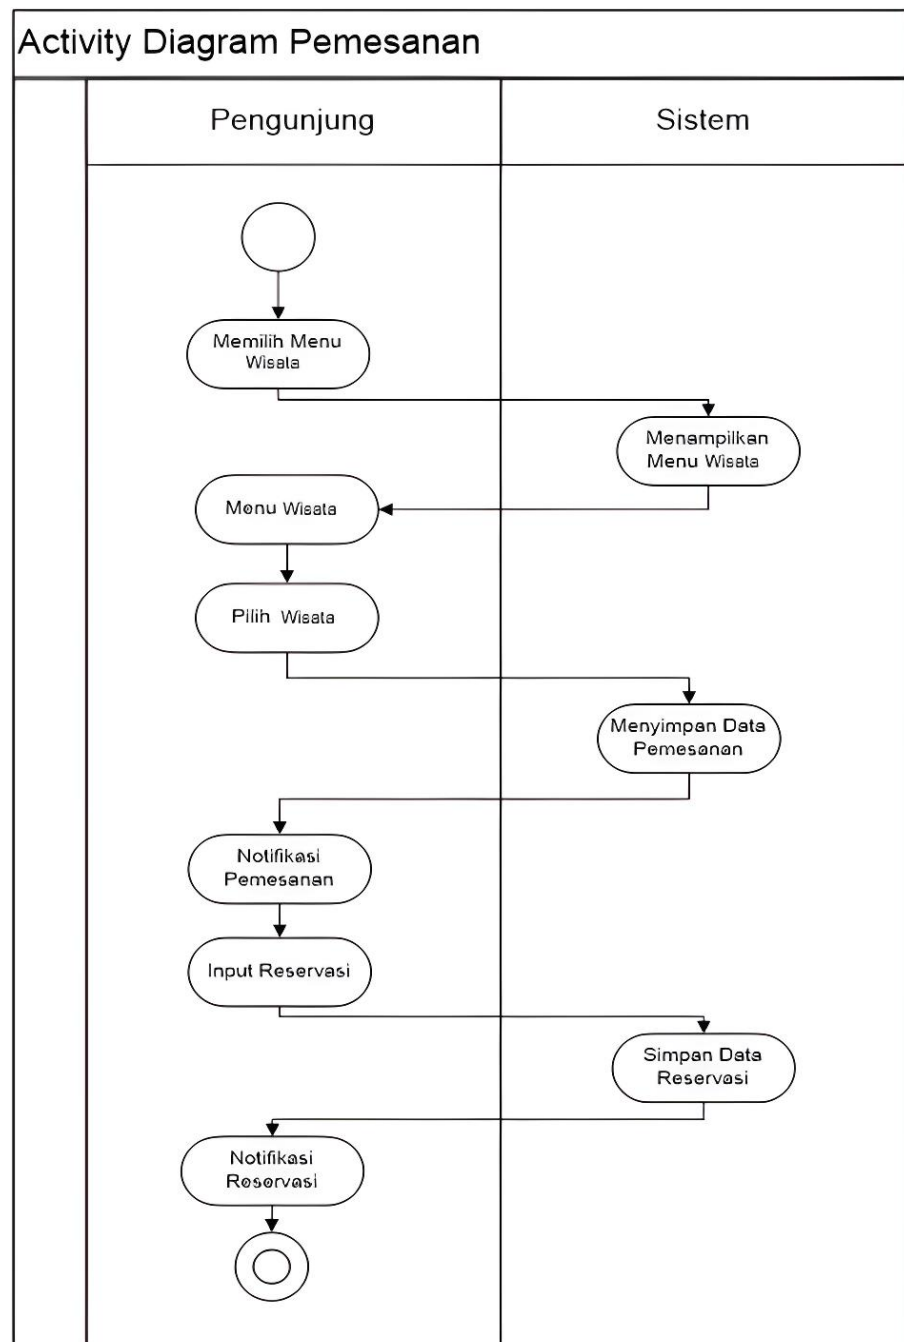 Activity Diagram Pemesanan
Pengunjung
Sistem
Memilih Menu
Wisata
Menampilkan
Menu Wisata
Menu Wisata
Pilih Wisata
Menyimpan Data
Pemesanan
Notifikasi
Pemesanan
Input Reservasi
Simpan Data
Reservasi
Notifikasi
Reservasi